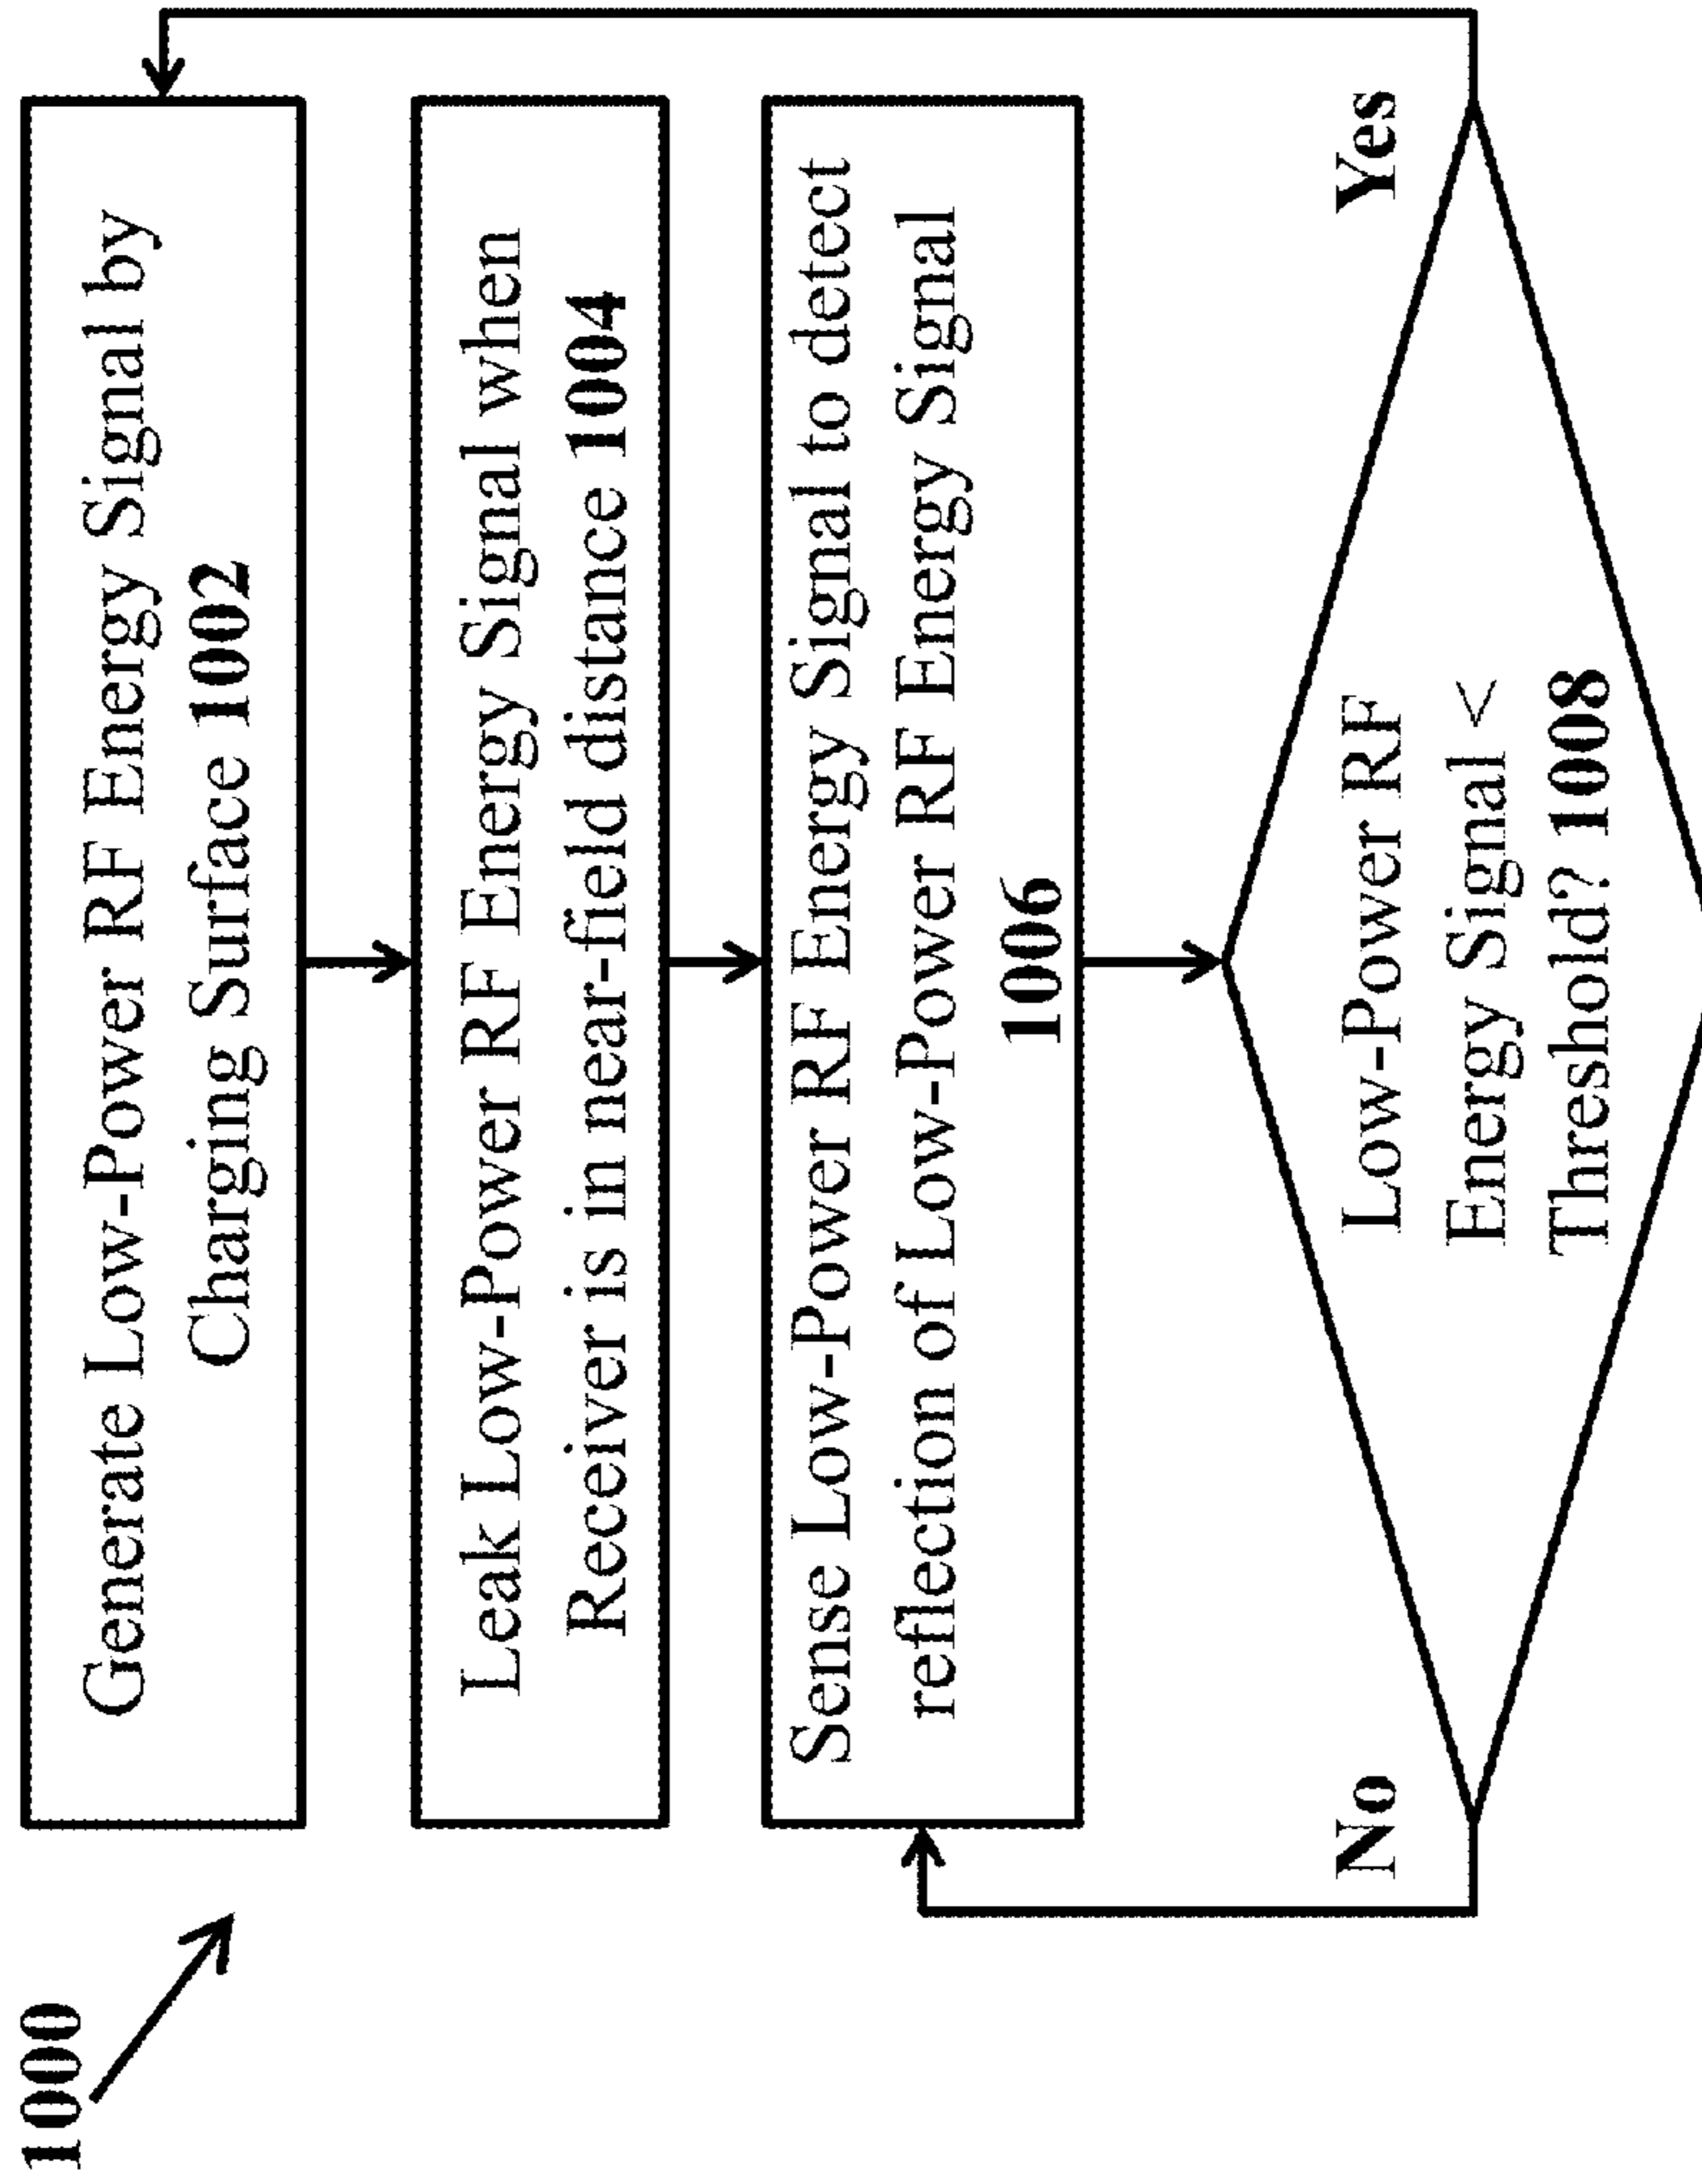 1000
Generate Low-Power RF Energy Signal by
Charging Surface 1002
Leak Low-Power RF Energy Signal when
Receiver is in near-field distance 1004
Sense Low-Power RF Energy Signal to detect
reflection of Low-Power RF Energy Signal
1006
No
Yes
Low-Power RF
Energy Signal <
Threshold? 1008